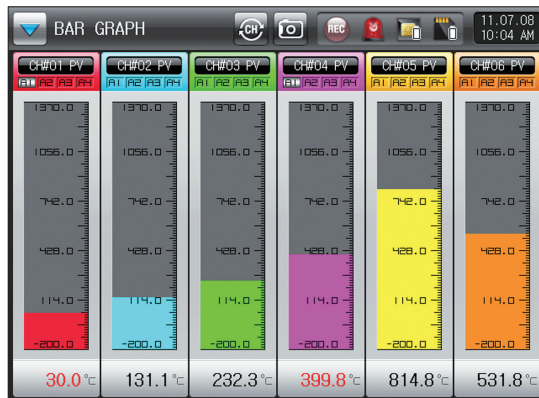 BAR GRAPH CH REC 11.07.08
10:04 AM
CH#01 PV CH#02 PV CH#03 PV CH#04 PV CH#05 PV CH#06 PV
A1 A2 A3 A4 A1 A2 A3 A4 A1 A2 A3 A4 A1 A2 A3 A4 A1 A2 A3 A4 A1 A2 A3 A4
1370.0 1370.0 1370.0 1370.0 1370.0 1370.0
1056.0 1056.0 1056.0 1056.0 1056.0 1056.0
742.0 742.0 742.0 742.0 742.0 742.0
428.0 428.0 428.0 428.0 428.0 428.0
114.0 114.0 114.0 114.0 114.0 114.0
-200.0 -200.0 -200.0 -200.0 -200.0 -200.0
30.0℃ 131.1℃ 232.3℃ 399.8℃ 814.8℃ 531.8℃